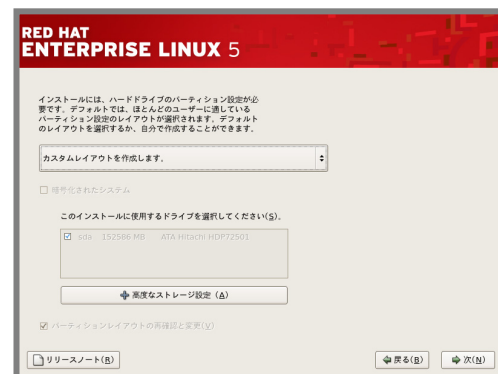 RED HAT
ENTERPRISE LINUX 5
インストールには、ハードドライブのパーティション設定が必
要です。デフォルトでは、ほとんどのユーザーに適している
パーティション設定のレイアウトが選択されます。デフォルト
のレイアウトを選択するか、自分で作成することができます。
カスタムレイアウトを作成します。
暗号化されたシステム
このインストールに使用するドライブを選択してください(S)。
sda 152586 MB ATA Hitachi HDP72501
高度なストレージ設定 (A)
パーティションレイアウトの再確認と変更(V)
リリースノート(R)
戻る(B)
次(N)